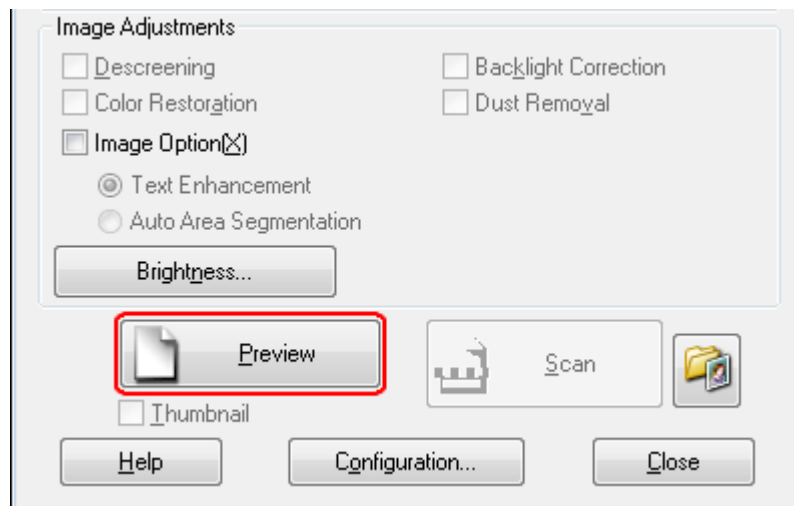 Image Adjustments
Descreening Backlight Correction
Color Restoration Dust Removal
Image Option(X)
Text Enhancement
Auto Area Segmentation
Brightness...
Preview Scan
Thumbnail
Help Configuration... Close